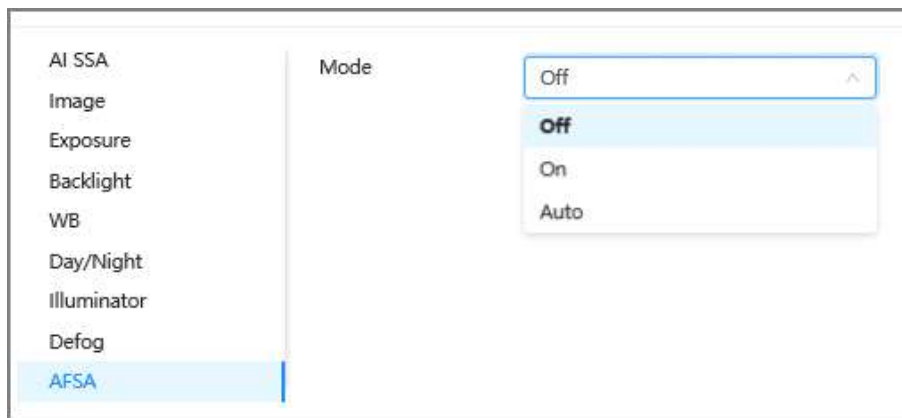 AI SSA
Image
Exposure
Backlight
WB
Day/Night
Illuminator
Defog
AFSA
Mode
Off
Off
On
Auto